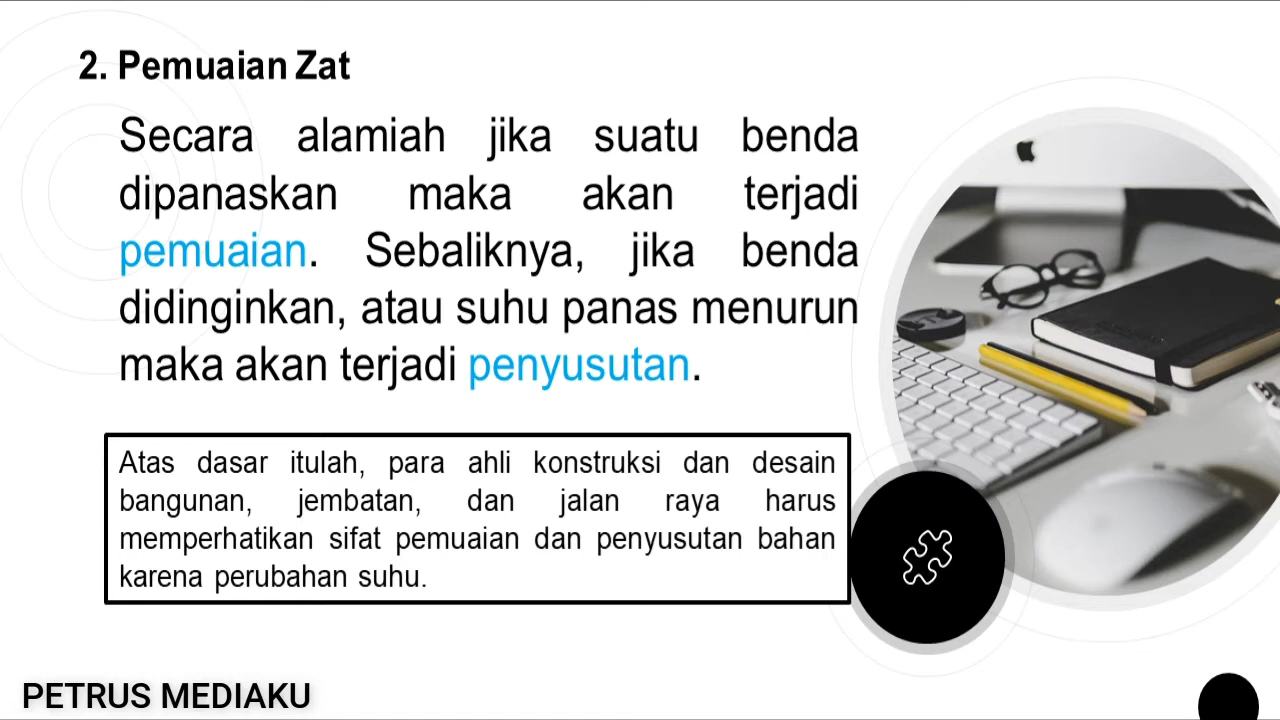 2. Pemuaian Zat
Secara alamiah jika suatu benda
dipanaskan maka akan terjadi
pemuaian. Sebaliknya, jika benda
didinginkan, atau suhu panas menurun
maka akan terjadi penyusutan.
Atas dasar itulah, para ahli konstruksi dan desain
bangunan, jembatan, dan jalan raya harus
memperhatikan sifat pemuaian dan penyusutan bahan
karena perubahan suhu.
PETRUS MEDIAKU